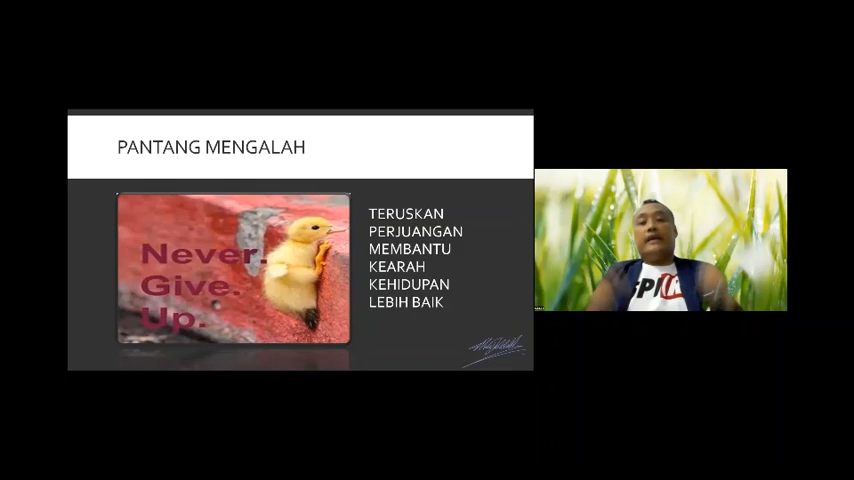 PANTANG MENGALAH
Never.
Give.
Up.
TERUSKAN
PERJUANGAN
MEMBANTU
KEARAH
KEHIDUPAN
LEBIH BAIK